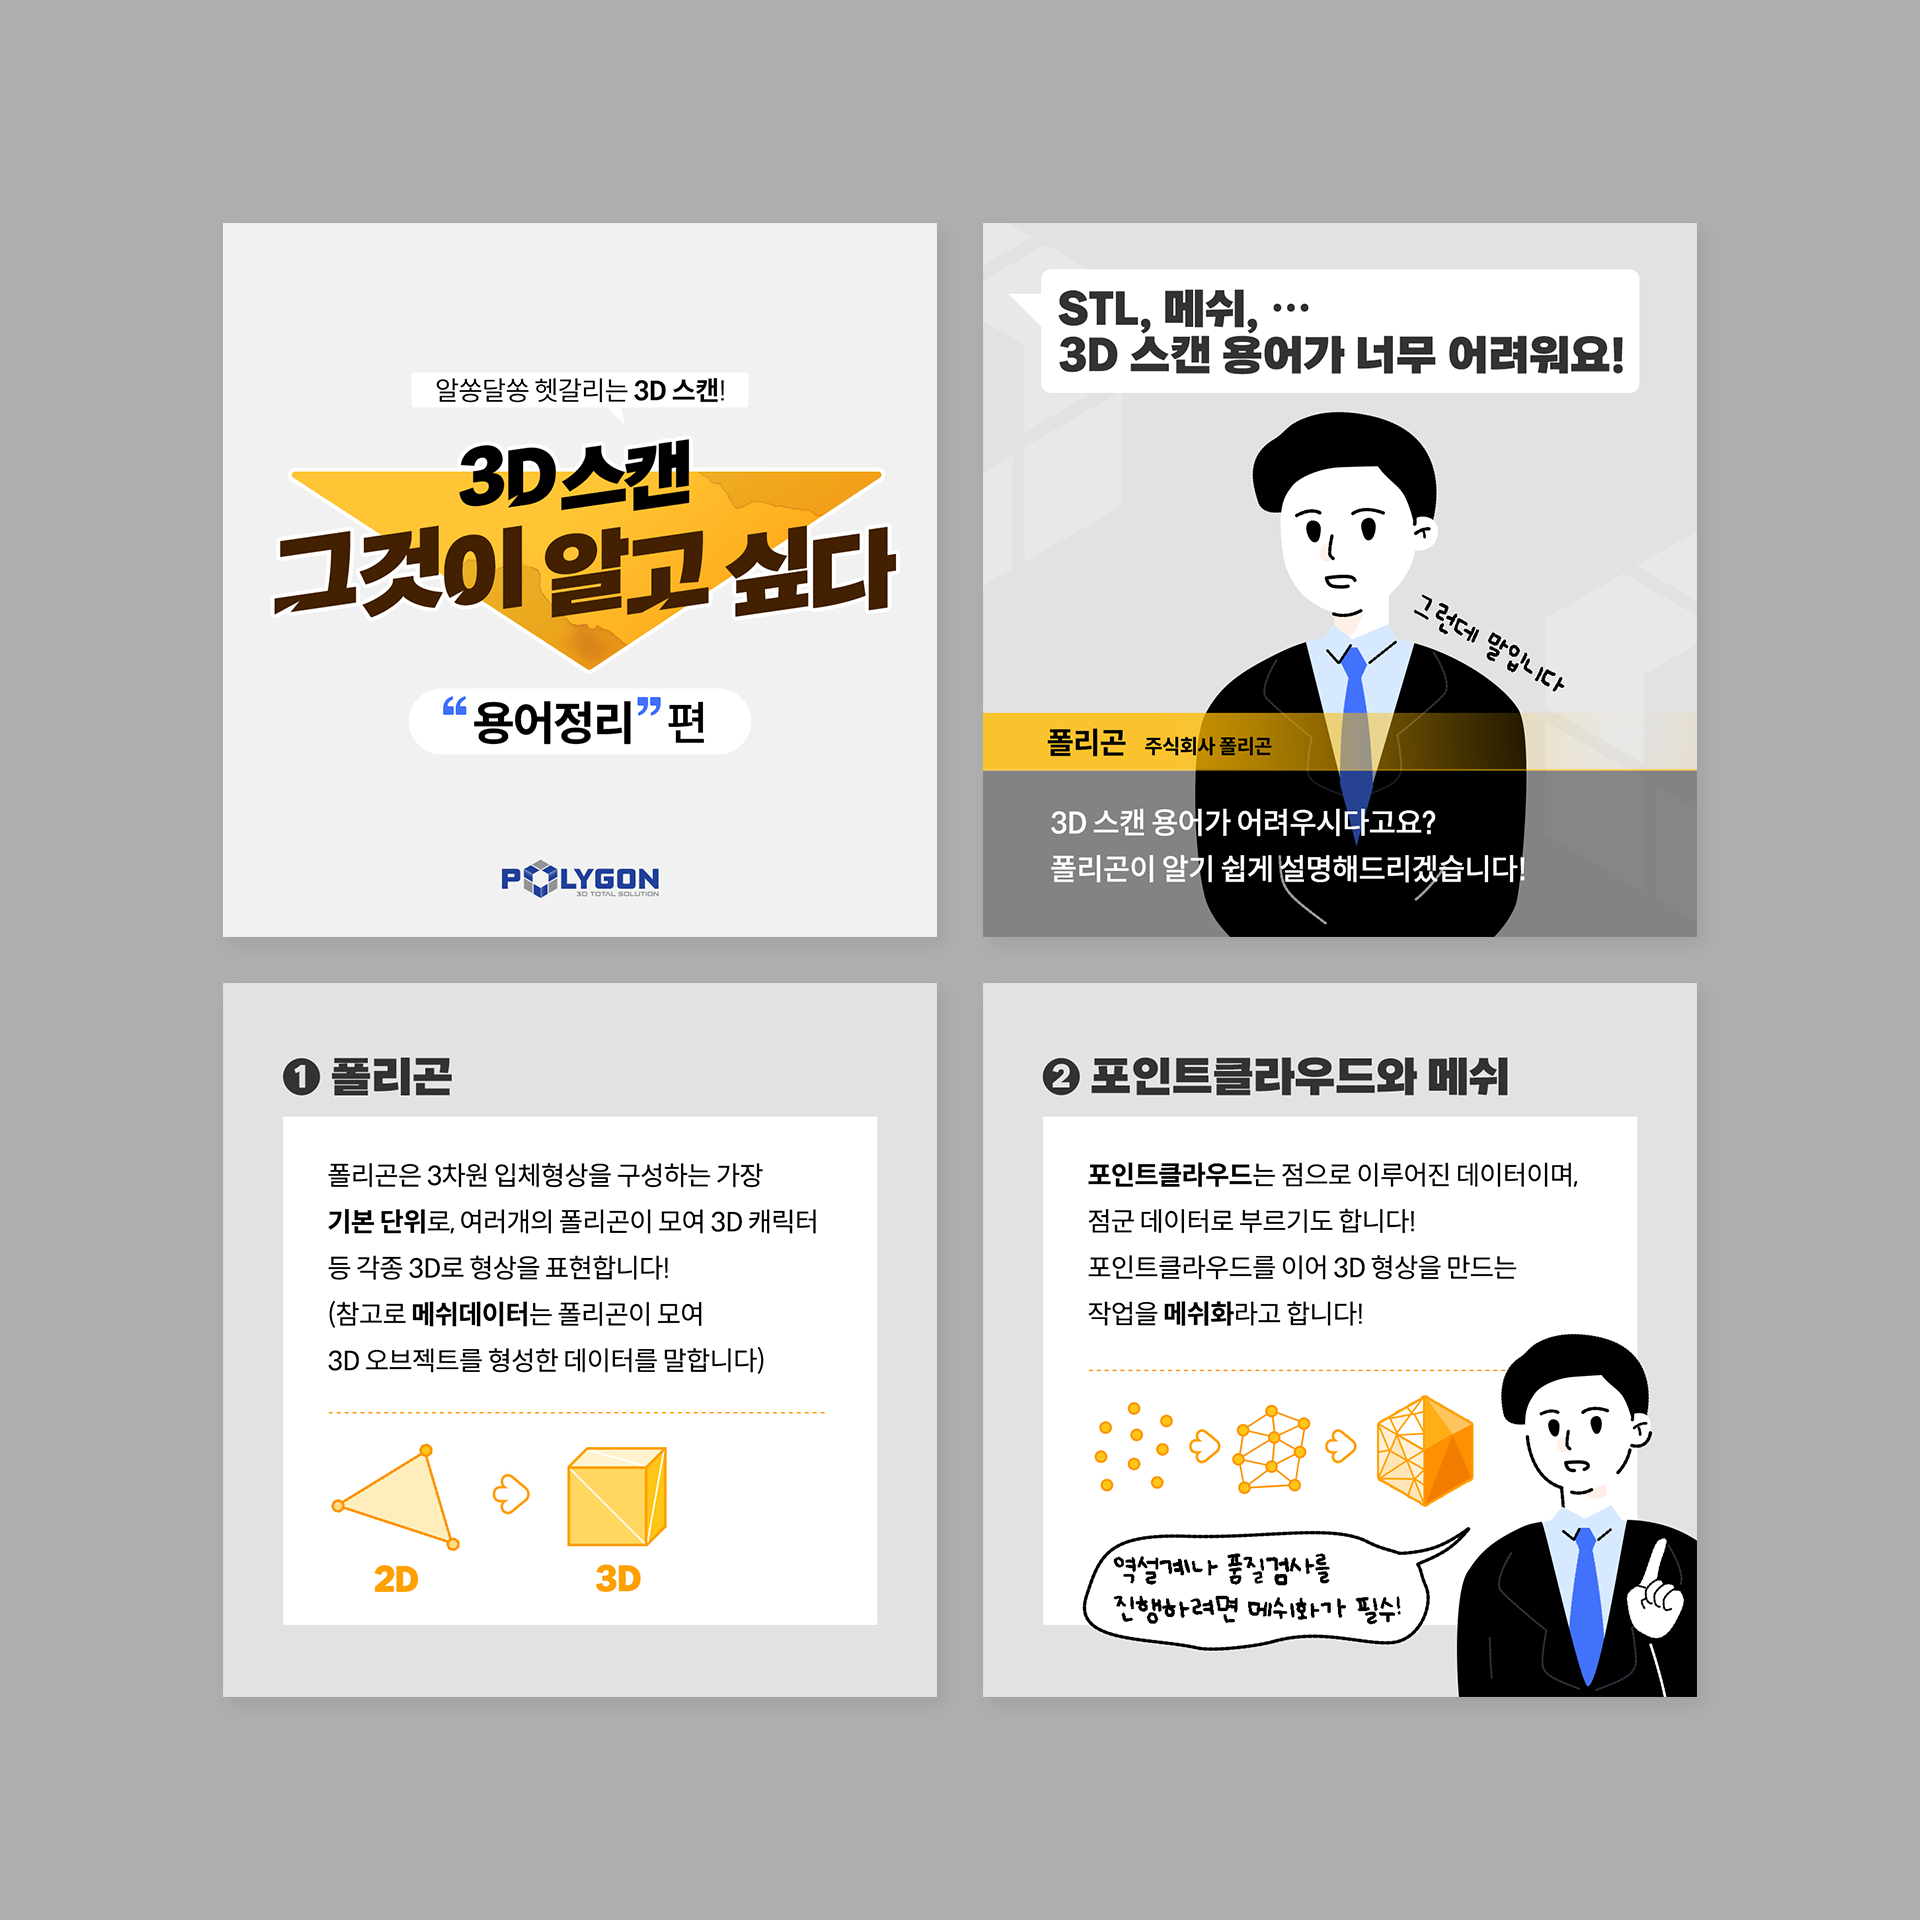 알쏭달쏭 헷갈리는 3D 스캔!
3D스캔
그것이 알고 싶다
“용어정리” 편
POLYGON
3D TOTAL SOLUTION
STL, 메쉬, ···
3D 스캔 용어가 너무 어려워요!
그런데 말입니다
폴리곤 주식회사 폴리곤
3D 스캔 용어가 어려우시다고요?
폴리곤이 알기 쉽게 설명해드리겠습니다!
❶ 폴리곤
폴리곤은 3차원 입체형상을 구성하는 가장
기본 단위로, 여러개의 폴리곤이 모여 3D 캐릭터
등 각종 3D로 형상을 표현합니다!
(참고로 메쉬데이터는 폴리곤이 모여
3D 오브젝트를 형성한 데이터를 말합니다)
2D
3D
❷ 포인트클라우드와 메쉬
포인트클라우드는 점으로 이루어진 데이터이며,
점군 데이터로 부르기도 합니다!
포인트클라우드를 이어 3D 형상을 만드는
작업을 메쉬화라고 합니다!
역설계나 품질검사를
진행하려면 메쉬화가 필수!